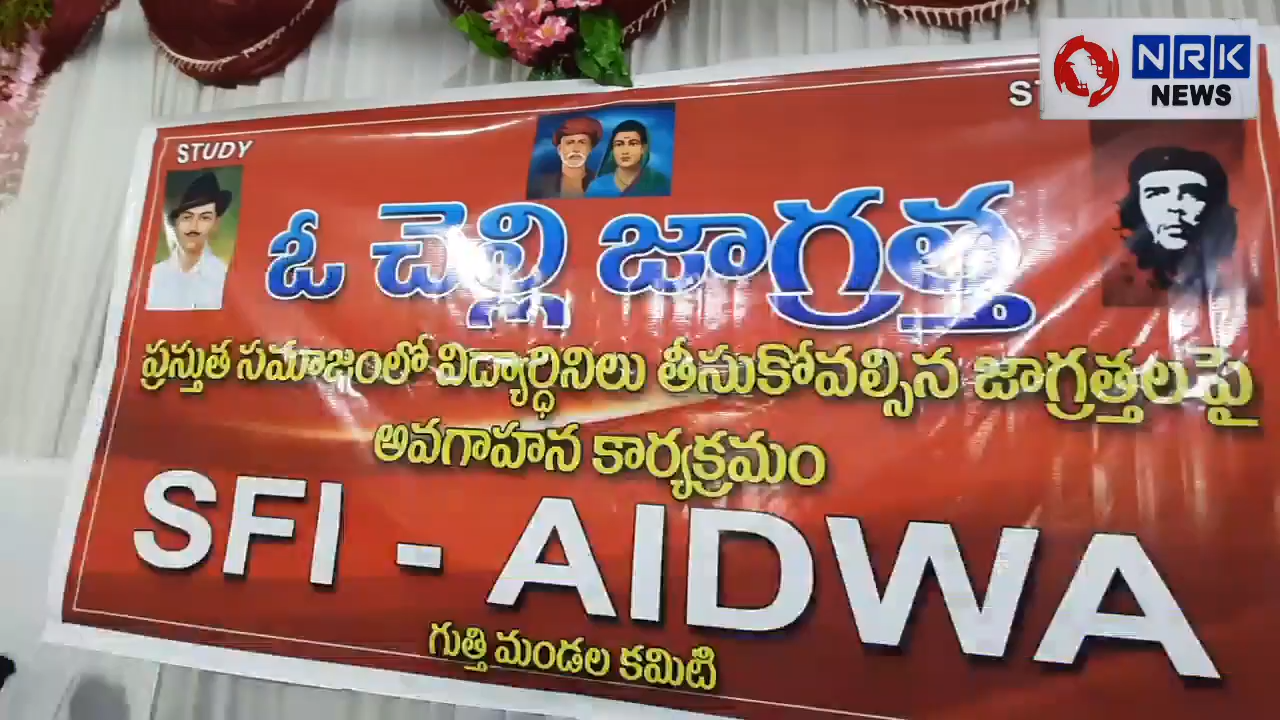 NRK
NEWS
STUDY
ఓ చెల్లి జాగ్రత్త
ప్రస్తుత సమాజంలో విద్యార్థినిలు తీసుకోవల్సిన జాగ్రత్తలపై
అవగాహన కార్యక్రమం
SFI - AIDWA
గుత్తి మండల కమిటి